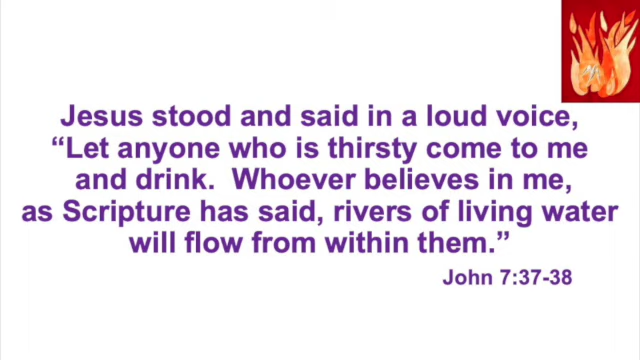 Jesus stood and said in a loud voice,
“Let anyone who is thirsty come to me
and drink.  Whoever believes in me,
as Scripture has said, rivers of living water
will flow from within them.”
John 7:37-38